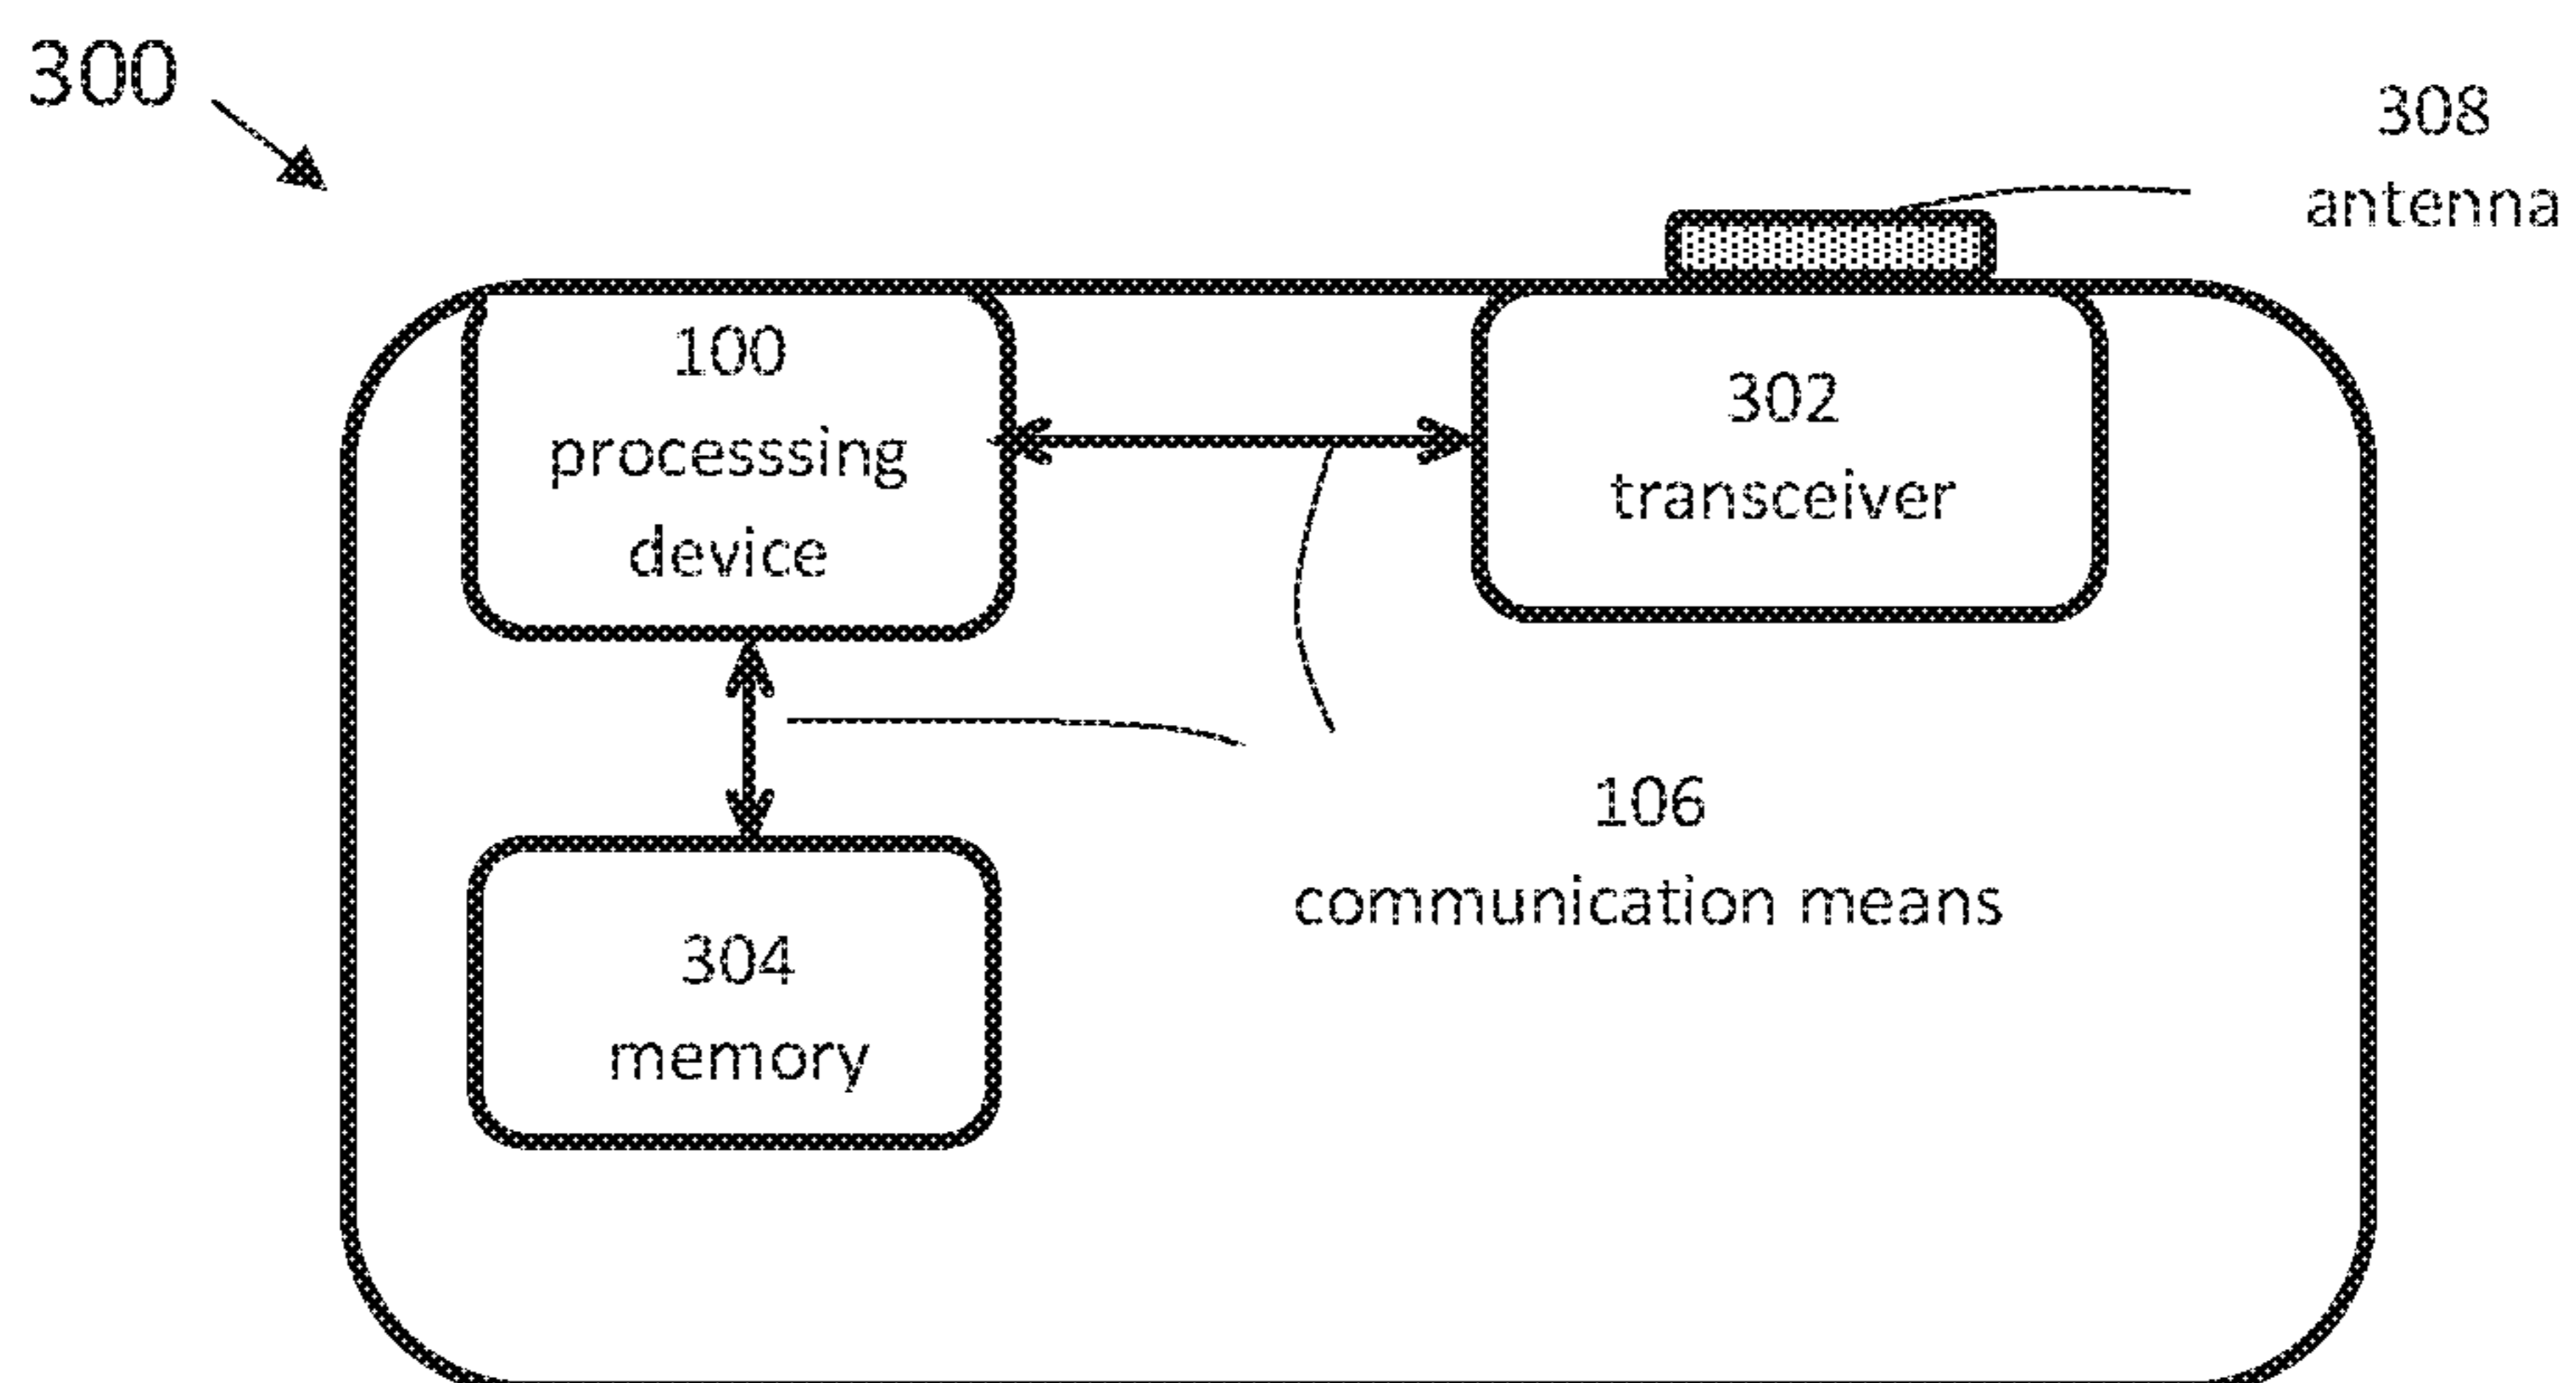 300
308
antenna
100
processsing
device
302
transceiver
106
communication means
304
memory